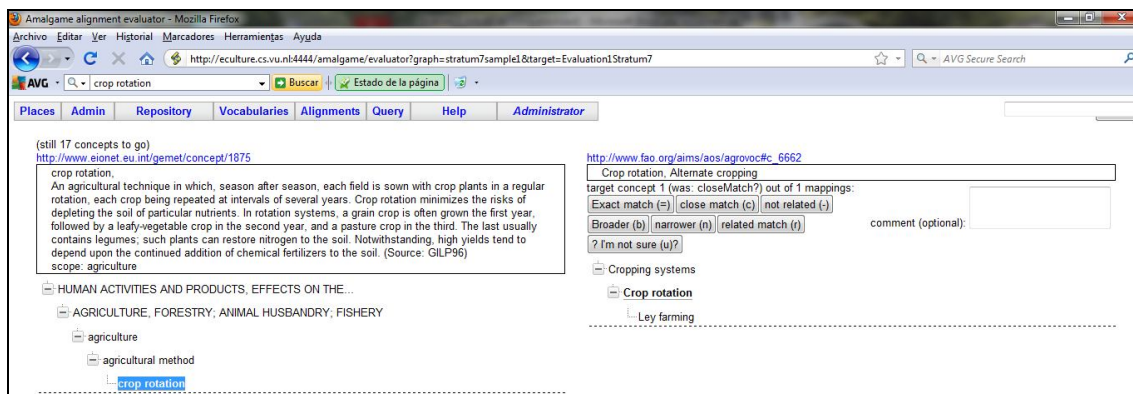 Amalgame alignment evaluator - Mozilla Firefox
Archivo Editar Ver Historial Marcadores Herramientas Ayuda
http://eculture.cs.vu.nl:4444/amalgame/evaluator?graph=stratum7sample1&target=Evaluation1Stratum7
AVG Secure Search
AVG crop rotation Buscar Estado de la página
Places Admin Repository Vocabularies Alignments Query Help Administrator
(still 17 concepts to go)
http://www.eionet.eu.int/gemet/concept/1875
crop rotation,
An agricultural technique in which, season after season, each field is sown with crop plants in a regular
rotation, each crop being repeated at intervals of several years. Crop rotation minimizes the risks of
depleting the soil of particular nutrients. In rotation systems, a grain crop is often grown the first year,
followed by a leafy-vegetable crop in the second year, and a pasture crop in the third. The last usually
contains legumes; such plants can restore nitrogen to the soil. Notwithstanding, high yields tend to
depend upon the continued addition of chemical fertilizers to the soil. (Source: GILP96)
scope: agriculture
HUMAN ACTIVITIES AND PRODUCTS, EFFECTS ON THE...
AGRICULTURE, FORESTRY; ANIMAL HUSBANDRY; FISHERY
agriculture
agricultural method
crop rotation
http://www.fao.org/aims/aos/agrovoc#c_6662
Crop rotation, Alternate cropping
target concept 1 (was: closeMatch?) out of 1 mappings:
Exact match (=) close match (c) not related (-)
Broader (b) narrower (n) related match (r)
comment (optional):
? I'm not sure (u)?
Cropping systems
Crop rotation
Ley farming